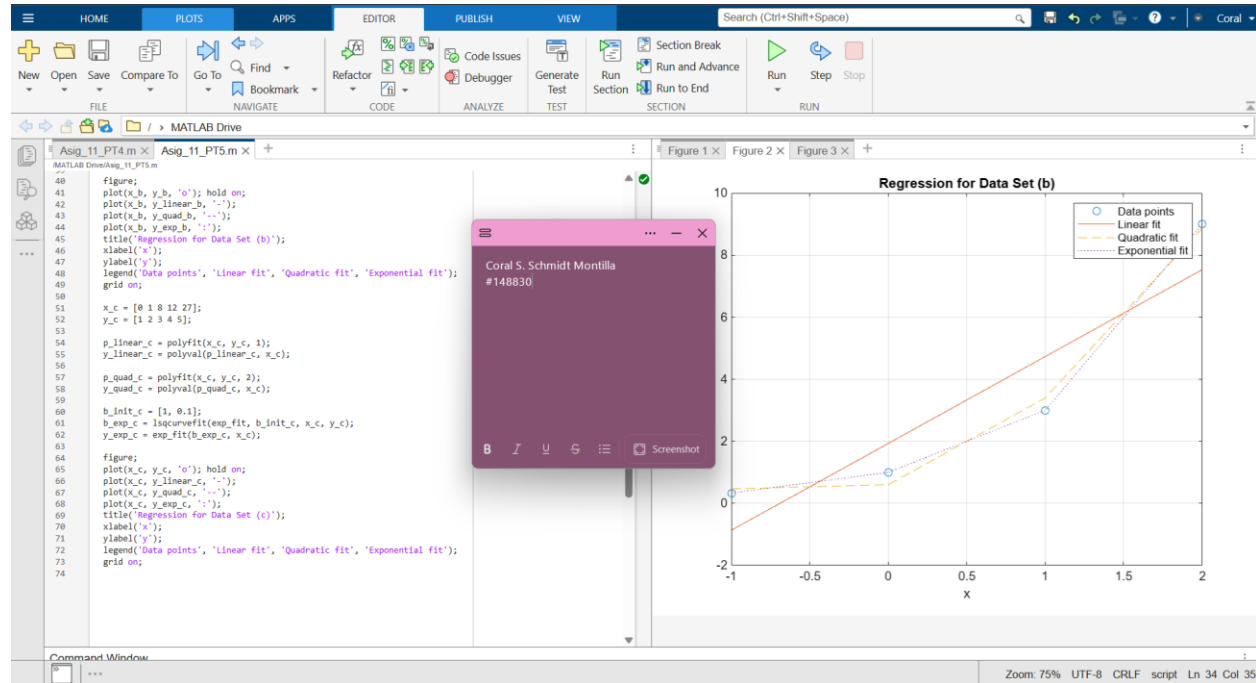 HOME PLOTS APPS EDITOR PUBLISH VIEW Search (Ctrl+Shift+Space) Coral
New Open Save Compare To Go To Find Bookmark Refactor Code Issues Debugger Generate Test Run Section Section Break Run and Advance Run to End Run Step Stop
FILE NAVIGATE CODE ANALYZE TEST SECTION RUN
/ › MATLAB Drive
Asig_11_PT4.m × Asig_11_PT5.m × +
/MATLAB Drive/Asig_11_PT5.m
40 figure;
41 plot(x_b, y_b, 'o'); hold on;
42 plot(x_b, y_linear_b, '-');
43 plot(x_b, y_quad_b, '--');
44 plot(x_b, y_exp_b, ':');
45 title('Regression for Data Set (b)');
46 xlabel('x');
47 ylabel('y');
48 legend('Data points', 'Linear fit', 'Quadratic fit', 'Exponential fit');
49 grid on;
50
51 x_c = [0 1 8 12 27];
52 y_c = [1 2 3 4 5];
53
54 p_linear_c = polyfit(x_c, y_c, 1);
55 y_linear_c = polyval(p_linear_c, x_c);
56
57 p_quad_c = polyfit(x_c, y_c, 2);
58 y_quad_c = polyval(p_quad_c, x_c);
59
60 b_init_c = [1, 0.1];
61 b_exp_c = lsqcurvefit(exp_fit, b_init_c, x_c, y_c);
62 y_exp_c = exp_fit(b_exp_c, x_c);
63
64 figure;
65 plot(x_c, y_c, 'o'); hold on;
66 plot(x_c, y_linear_c, '-');
67 plot(x_c, y_quad_c, '--');
68 plot(x_c, y_exp_c, ':');
69 title('Regression for Data Set (c)');
70 xlabel('x');
71 ylabel('y');
72 legend('Data points', 'Linear fit', 'Quadratic fit', 'Exponential fit');
73 grid on;
74
Coral S. Schmidt Montilla
#148830
B I U S Screenshot
Figure 1 × Figure 2 × Figure 3 × +
Regression for Data Set (b)
Data points
Linear fit
Quadratic fit
Exponential fit
10
8
6
4
2
0
-2
-1 -0.5 0 0.5 1 1.5 2
x
Command Window
Zoom: 75% UTF-8 CRLF script Ln 34 Col 35